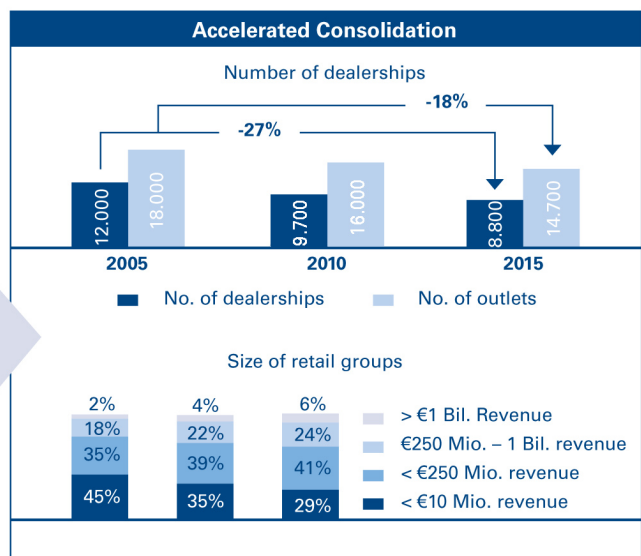 Accelerated Consolidation
Number of dealerships
-18%
-27%
12.000
18.000
9.700
16.000
8.800
14.700
2005
2010
2015
No. of dealerships
No. of outlets
Size of retail groups
2%
4%
6%
> €1 Bil. Revenue
18%
22%
24%
€250 Mio. – 1 Bil. revenue
35%
39%
41%
< €250 Mio. revenue
45%
35%
29%
< €10 Mio. revenue